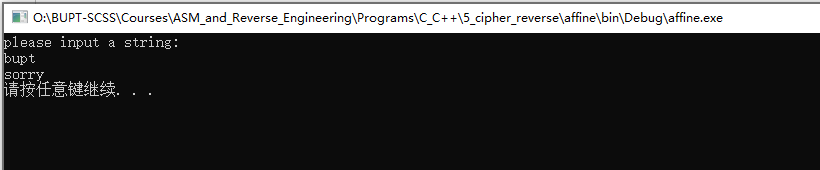 O:\BUPT-SCSS\Courses\ASM_and_Reverse_Engineering\Programs\C_C++\5_cipher_reverse\affine\bin\Debug\affine.exe
please input a string:
bupt
sorry
请按任意键继续. . .